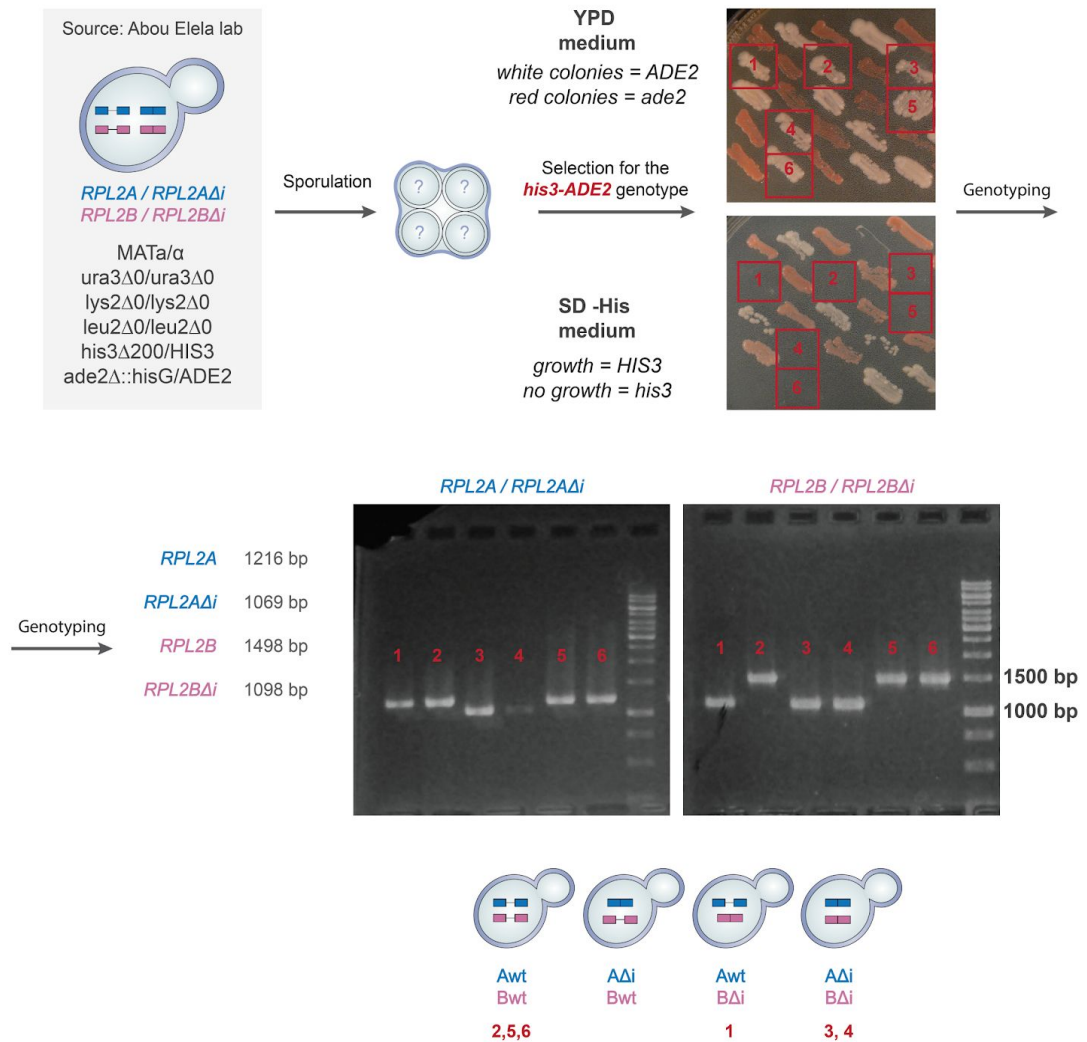 Source: Abou Elela lab
RPL2A / RPL2AΔi
RPL2B / RPL2BΔi
MATa/α
ura3Δ0/ura3Δ0
lys2Δ0/lys2Δ0
leu2Δ0/leu2Δ0
his3Δ200/HIS3
ade2Δ::hisG/ADE2
Sporulation
? ?
? ?
YPD
medium
white colonies = ADE2
red colonies = ade2
Selection for the
his3-ADE2 genotype
SD -His
medium
growth = HIS3
no growth = his3
1 2 3
5
4
6
1 2 3
5
4
6
Genotyping
Genotyping
RPL2A 1216 bp
RPL2AΔi 1069 bp
RPL2B 1498 bp
RPL2BΔi 1098 bp
RPL2A / RPL2AΔi
1 2 3 4 5 6
RPL2B / RPL2BΔi
1 2 3 4 5 6
1500 bp
1000 bp
Awt AΔi Awt AΔi
Bwt Bwt BΔi BΔi
2,5,6 1 3, 4